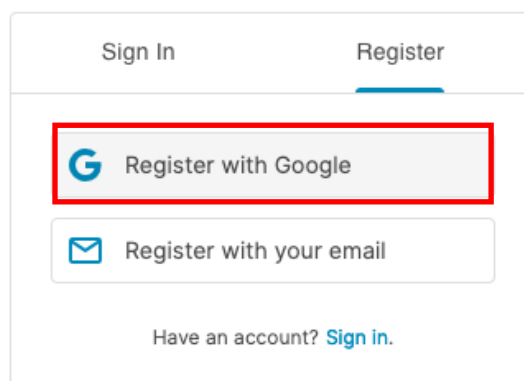 Sign In Register
Register with Google
Register with your email
Have an account? Sign in.